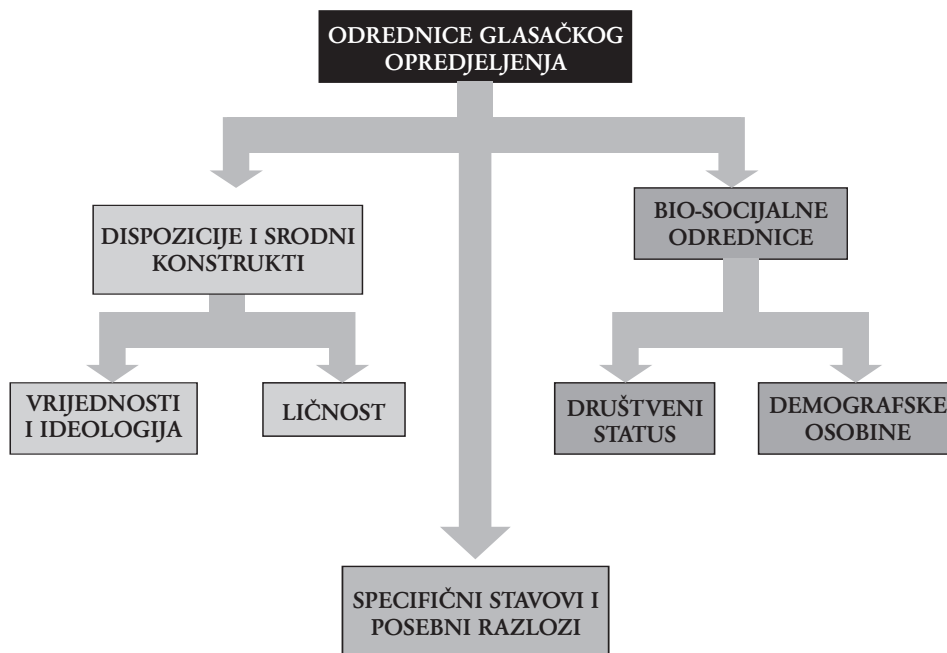 ODREDNICE GLASAČKOG
OPREDJELJENJA
DISPOZICIJE I SRODNI
KONSTRUKTI
BIO-SOCIJALNE
ODREDNICE
VRIJEDNOSTI
I IDEOLOGIJA
LIČNOST
DRUŠTVENI
STATUS
DEMOGRAFSKE
OSOBINE
SPECIFIČNI STAVOVI I
POSEBNI RAZLOZI